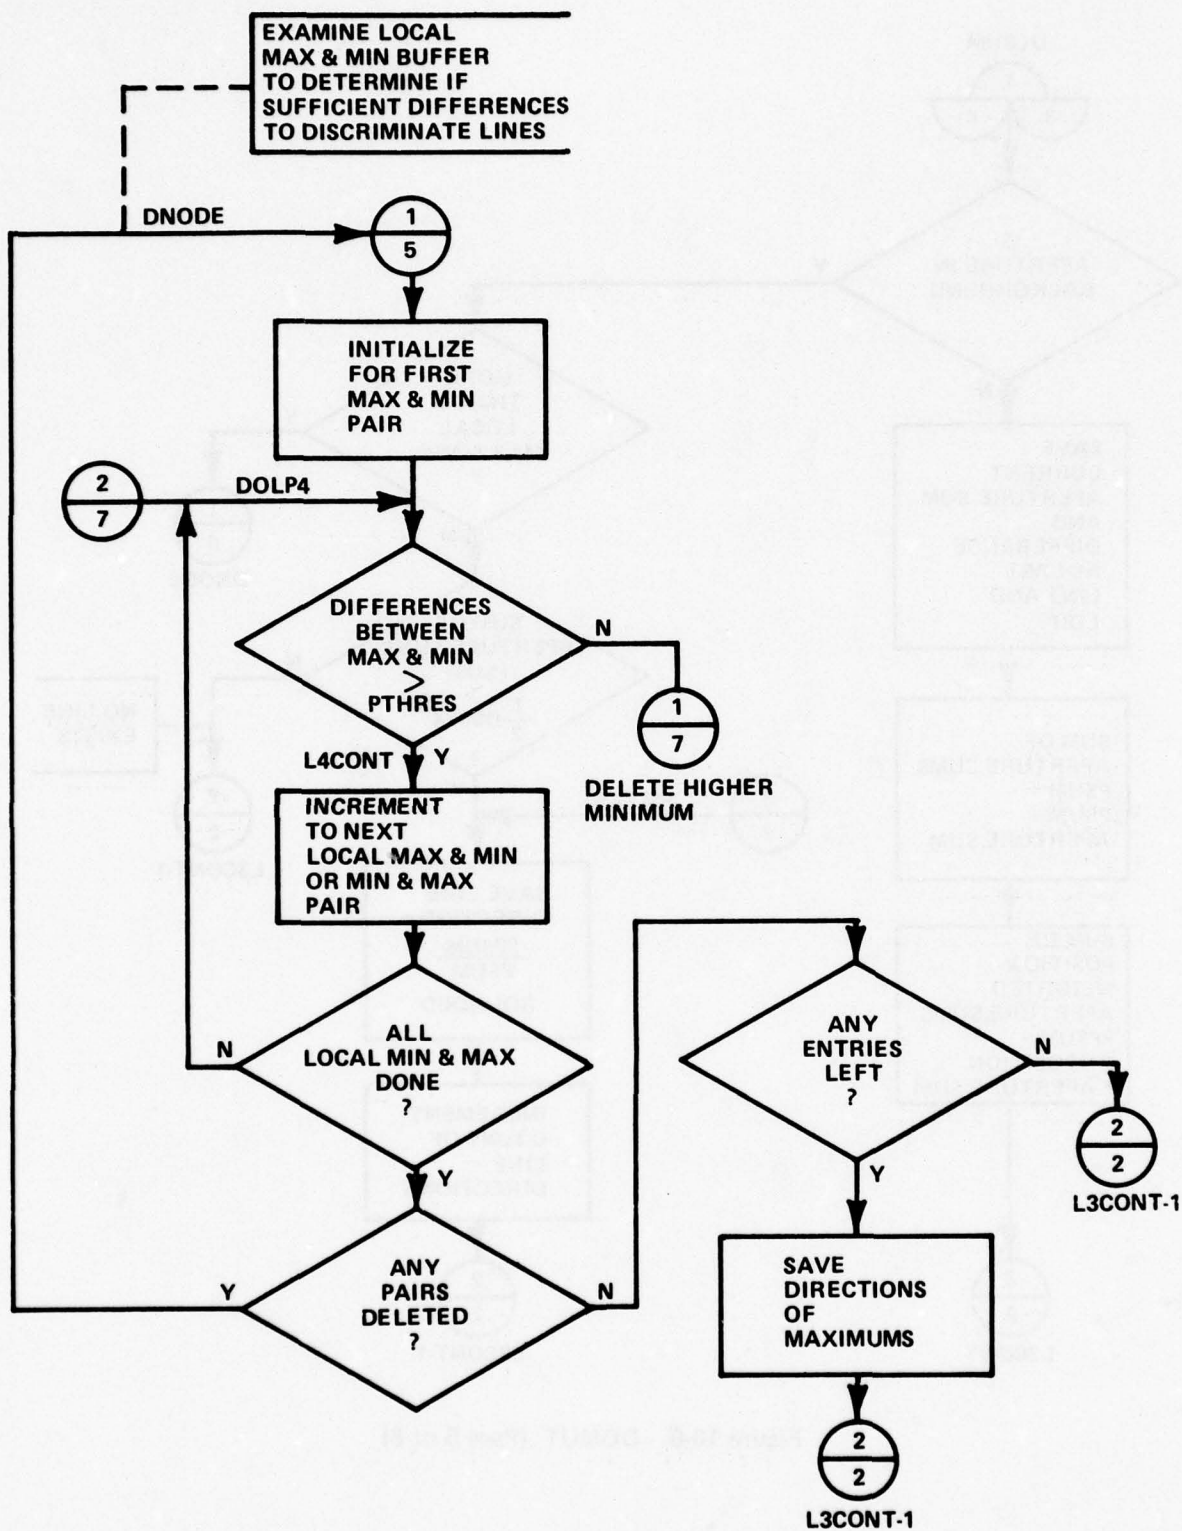 EXAMINE LOCAL
MAX & MIN BUFFER
TO DETERMINE IF
SUFFICIENT DIFFERENCES
TO DISCRIMINATE LINES
DNODE
1
5
INITIALIZE
FOR FIRST
MAX & MIN
PAIR
2
7
DOLP4
DIFFERENCES
BETWEEN
MAX & MIN
>
PTHRES
N
1
7
DELETE HIGHER
MINIMUM
L4CONT
Y
INCREMENT
TO NEXT
LOCAL MAX & MIN
OR MIN & MAX
PAIR
ALL
LOCAL MIN & MAX
DONE
?
N
Y
ANY
PAIRS
DELETED
?
Y
N
ANY
ENTRIES
LEFT
?
N
2
2
L3CONT-1
Y
SAVE
DIRECTIONS
OF
MAXIMUMS
2
2
L3CONT-1